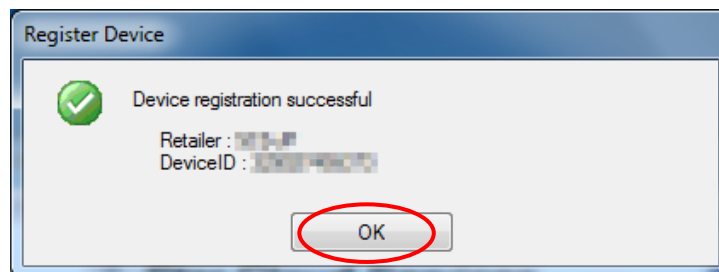 Register Device
Device registration successful
Retailer :
DeviceID :
OK